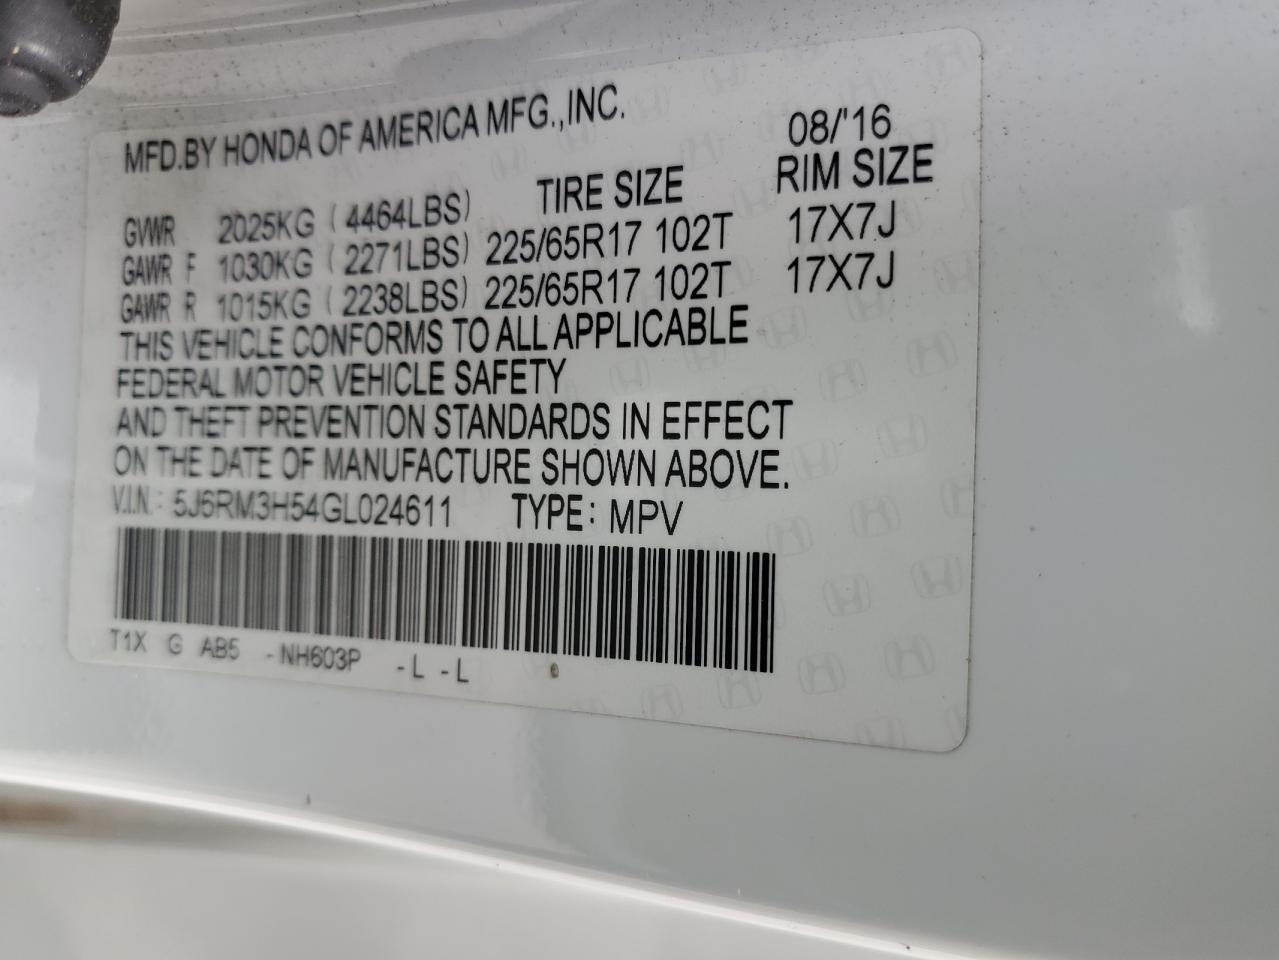 MFD.BY HONDA OF AMERICA MFG.,INC. 08/'16
TIRE SIZE RIM SIZE
GVWR 2025KG ( 4464LBS)
GAWR F 1030KG ( 2271LBS) 225/65R17 102T 17X7J
GAWR R 1015KG ( 2238LBS) 225/65R17 102T 17X7J
THIS VEHICLE CONFORMS TO ALL APPLICABLE
FEDERAL MOTOR VEHICLE SAFETY
AND THEFT PREVENTION STANDARDS IN EFFECT
ON THE DATE OF MANUFACTURE SHOWN ABOVE.
V.I.N.: 5J6RM3H54GL024611 TYPE: MPV
T1X G AB5 -NH603P -L -L